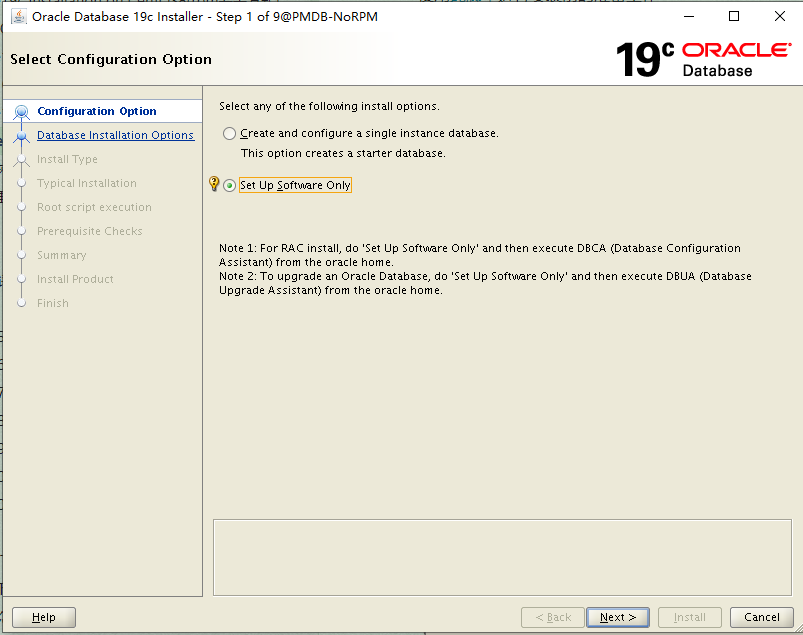 Oracle Database 19c Installer - Step 1 of 9@PMDB-NoRPM
Select Configuration Option
19c ORACLE
Database
Configuration Option
Database Installation Options
Install Type
Typical Installation
Root script execution
Prerequisite Checks
Summary
Install Product
Finish
Select any of the following install options.
Create and configure a single instance database.
This option creates a starter database.
Set Up Software Only
Note 1: For RAC install, do 'Set Up Software Only' and then execute DBCA (Database Configuration
Assistant) from the oracle home.
Note 2: To upgrade an Oracle Database, do 'Set Up Software Only' and then execute DBUA (Database
Upgrade Assistant) from the oracle home.
Help
< Back
Next >
Install
Cancel